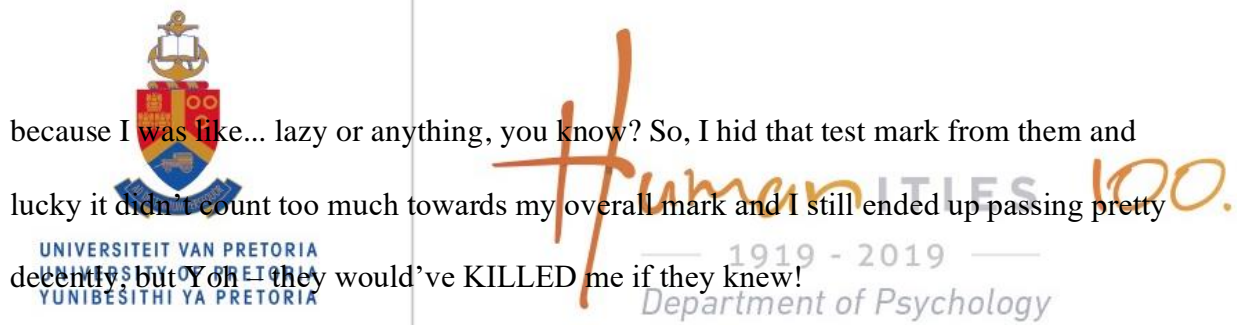 because I was like... lazy or anything, you know? So, I hid that test mark from them and
HumanITIES 100.
lucky it didn't count too much towards my overall mark and I still ended up passing pretty
UNIVERSITEIT VAN PRETORIA
1919 - 2019
decently, but Yoh – they would've KILLED me if they knew!
UNIVERSITY OF PRETORIA
YUNIBESITHI YA PRETORIA
Department of Psychology